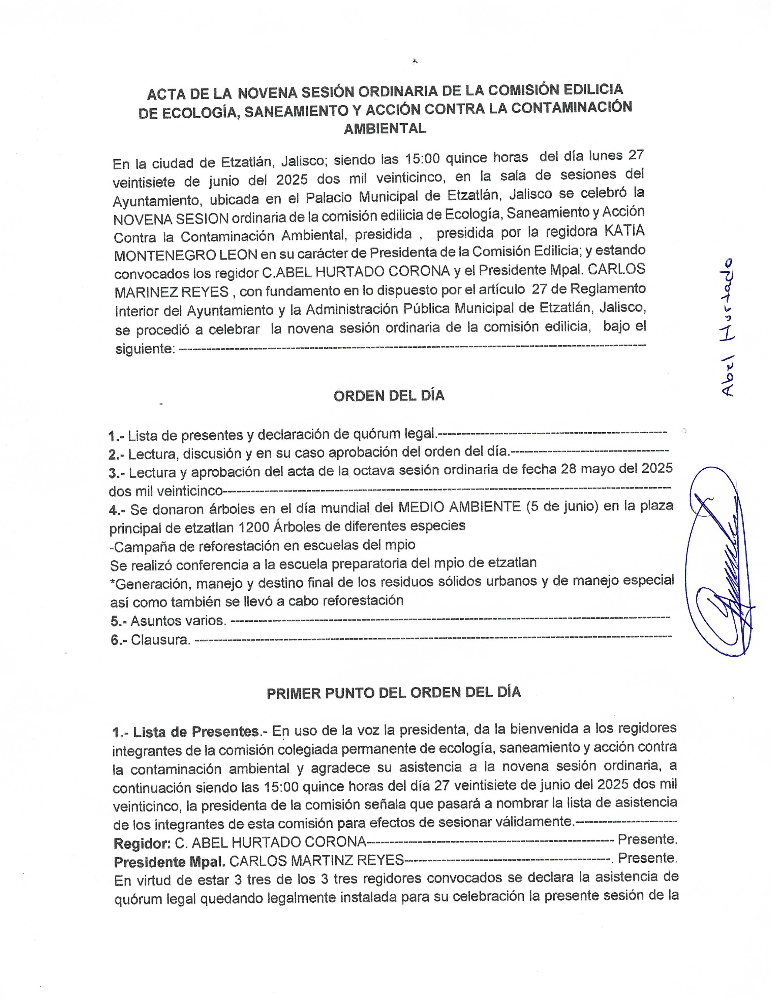 ACTA DE LA NOVENA SESIÓN ORDINARIA DE LA COMISIÓN EDILICIA
DE ECOLOGÍA, SANEAMIENTO Y ACCIÓN CONTRA LA CONTAMINACIÓN
AMBIENTAL
En la ciudad de Etzatlán, Jalisco; siendo las 15:00 quince horas del día lunes 27
veintisiete de junio del 2025 dos mil veinticinco, en la sala de sesiones del
Ayuntamiento, ubicada en el Palacio Municipal de Etzatlán, Jalisco se celebró la
NOVENA SESION ordinaria de la comisión edilicia de Ecología, Saneamiento y Acción
Contra la Contaminación Ambiental, presidida , presidida por la regidora KATIA
MONTENEGRO LEON en su carácter de Presidenta de la Comisión Edilicia; y estando
convocados los regidor C.ABEL HURTADO CORONA y el Presidente Mpal. CARLOS
MARINEZ REYES , con fundamento en lo dispuesto por el artículo 27 de Reglamento
Interior del Ayuntamiento y la Administración Pública Municipal de Etzatlán, Jalisco,
se procedió a celebrar la novena sesión ordinaria de la comisión edilicia, bajo el
siguiente: ----------------------------------------------------------------------------------------------------
ORDEN DEL DÍA
1.- Lista de presentes y declaración de quórum legal.-------------------------------------------------
2.- Lectura, discusión y en su caso aprobación del orden del día.----------------------------------
3.- Lectura y aprobación del acta de la octava sesión ordinaria de fecha 28 mayo del 2025
dos mil veinticinco------------------------------------------------------------------------------------------------
4.- Se donaron árboles en el día mundial del MEDIO AMBIENTE (5 de junio) en la plaza
principal de etzatlan 1200 Árboles de diferentes especies
-Campaña de reforestación en escuelas del mpio
Se realizó conferencia a la escuela preparatoria del mpio de etzatlan
*Generación, manejo y destino final de los residuos sólidos urbanos y de manejo especial
así como también se llevó a cabo reforestación
5.- Asuntos varios. ----------------------------------------------------------------------------------------------
6.- Clausura. ------------------------------------------------------------------------------------------------------
PRIMER PUNTO DEL ORDEN DEL DÍA
1.- Lista de Presentes.- En uso de la voz la presidenta, da la bienvenida a los regidores
integrantes de la comisión colegiada permanente de ecología, saneamiento y acción contra
la contaminación ambiental y agradece su asistencia a la novena sesión ordinaria, a
continuación siendo las 15:00 quince horas del día 27 veintisiete de junio del 2025 dos mil
veinticinco, la presidenta de la comisión señala que pasará a nombrar la lista de asistencia
de los integrantes de esta comisión para efectos de sesionar válidamente.----------------------
Regidor: C. ABEL HURTADO CORONA----------------------------------------------------- Presente.
Presidente Mpal. CARLOS MARTINZ REYES--------------------------------------------. Presente.
En virtud de estar 3 tres de los 3 tres regidores convocados se declara la asistencia de
quórum legal quedando legalmente instalada para su celebración la presente sesión de la
Abel Hurtado